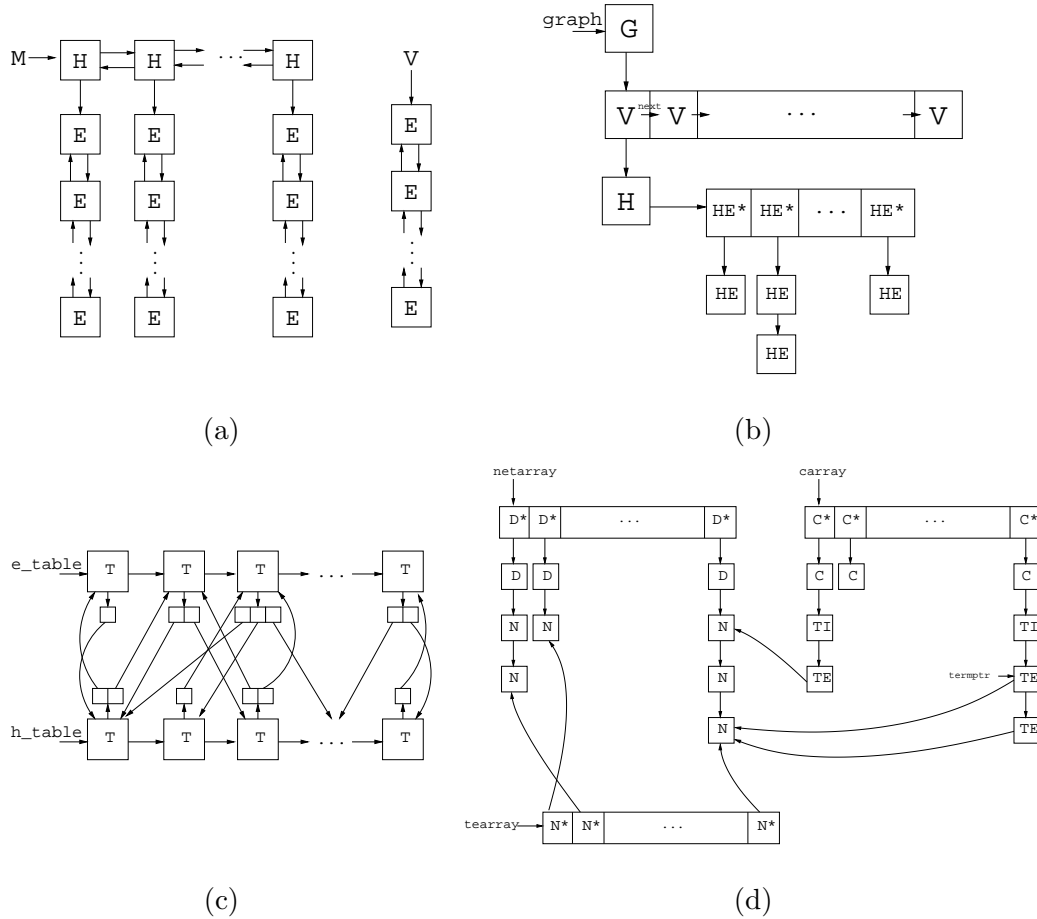 M H H ... H
E E E
E E E
...
E E E
V
E
E
...
E
(a)
graph G
V next V ... V
H
HE* HE* ... HE*
HE HE HE
HE
(b)
e_table T T T ... T
h_table T T T ... T
(c)
netarray carray
D* D* ... D*
C* C* ... C*
D D D C C C
N N N TI TI
N N TE termptr TE
N TE
tearray N* N* ... N*
(d)